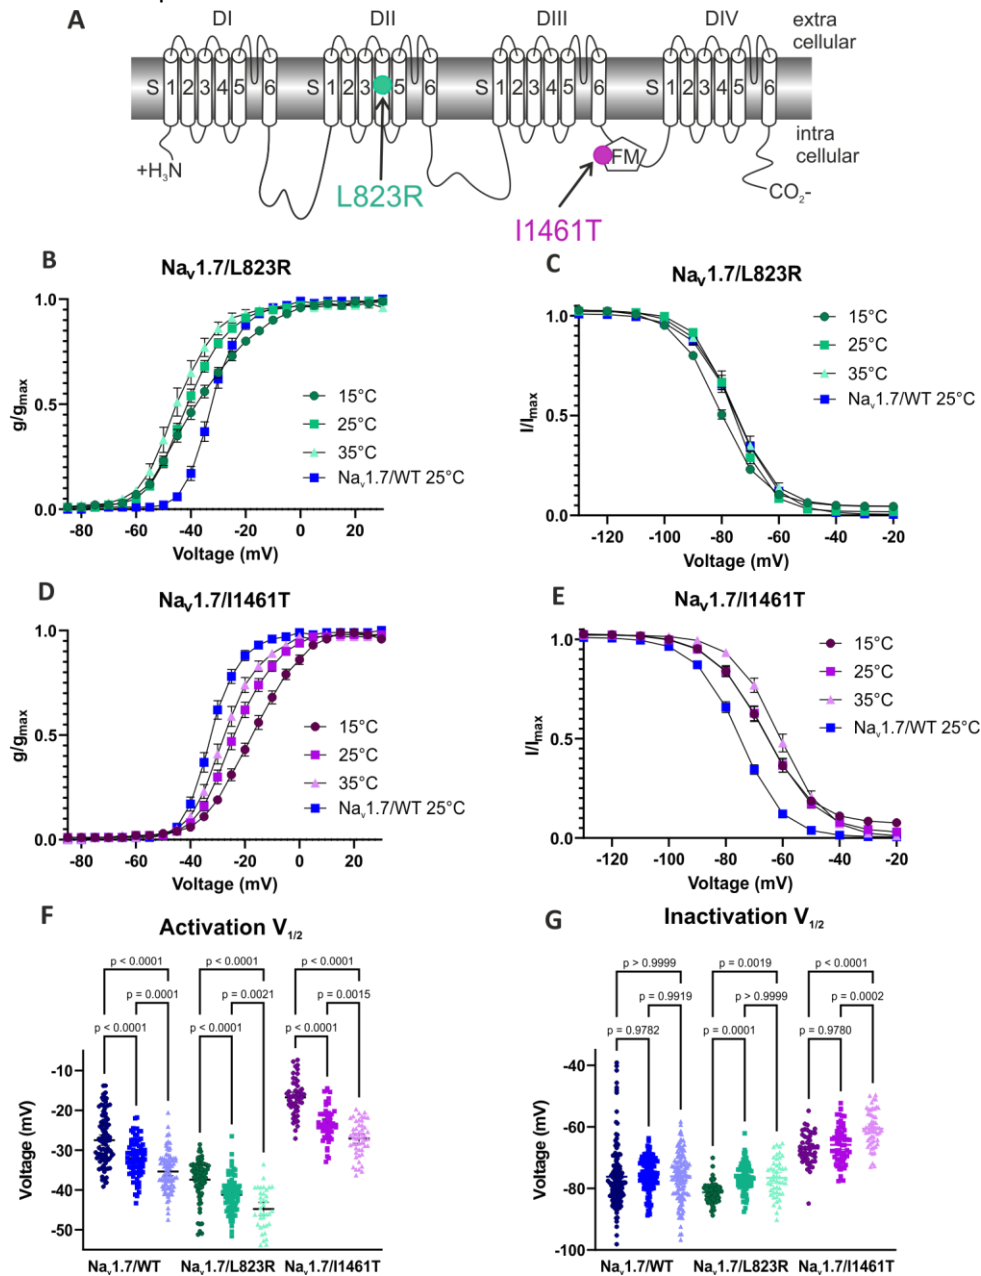 A
DI DII DIII DIV
extra
cellular
S 1 2 3 4 5 6 S 1 2 3 5 6 S 1 2 3 4 5 6 S 1 2 3 4 5 6
intra
cellular
+H₃N
FM
CO₂-
L823R
I1461T
B
Naᵥ1.7/L823R
1.0
0.5
0.0
g/gmax
-80 -60 -40 -20 0 20
Voltage (mV)
15°C
25°C
35°C
Naᵥ1.7/WT 25°C
C
Naᵥ1.7/L823R
1.0
0.5
0.0
I/Imax
-120 -100 -80 -60 -40 -20
Voltage (mV)
15°C
25°C
35°C
Naᵥ1.7/WT 25°C
D
Naᵥ1.7/I1461T
1.0
0.5
0.0
g/gmax
-80 -60 -40 -20 0 20
Voltage (mV)
15°C
25°C
35°C
Naᵥ1.7/WT 25°C
E
Naᵥ1.7/I1461T
1.0
0.5
0.0
I/Imax
-120 -100 -80 -60 -40 -20
Voltage (mV)
15°C
25°C
35°C
Naᵥ1.7/WT 25°C
F
Activation V1/2
p < 0.0001 p < 0.0001 p < 0.0001
p = 0.0001 p = 0.0021 p = 0.0015
p < 0.0001 p < 0.0001 p < 0.0001
-10
-20
-30
-40
-50
Voltage (mV)
Naᵥ1.7/WT Naᵥ1.7/L823R Naᵥ1.7/I1461T
G
Inactivation V1/2
p > 0.9999 p = 0.0019 p < 0.0001
p = 0.9919 p > 0.9999 p = 0.0002
p = 0.9782 p = 0.0001 p = 0.9780
-40
-60
-80
-100
Voltage (mV)
Naᵥ1.7/WT Naᵥ1.7/L823R Naᵥ1.7/I1461T